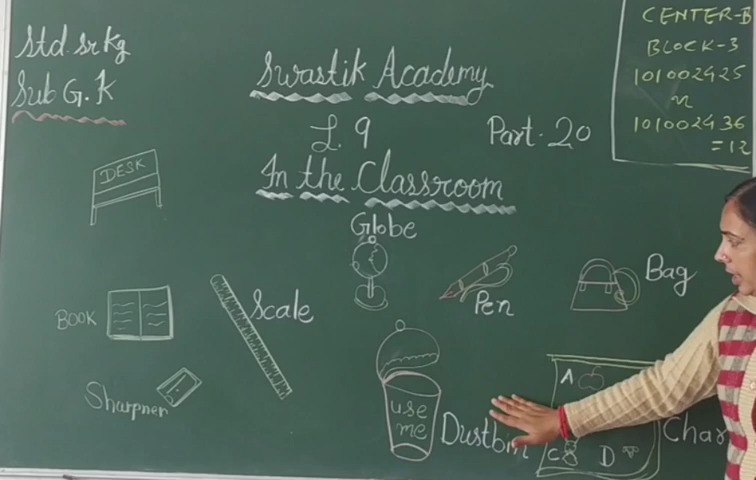 Std. Sr Kg
Sub G.K
Swastik Academy
L. 9 Part-20
In the Classroom
CENTER-B
BLOCK-3
101002425
101002436
=12
DESK
Globe
BOOK
Scale
Pen
Bag
Sharpner
use
me
Dustbin
A
C D
Char